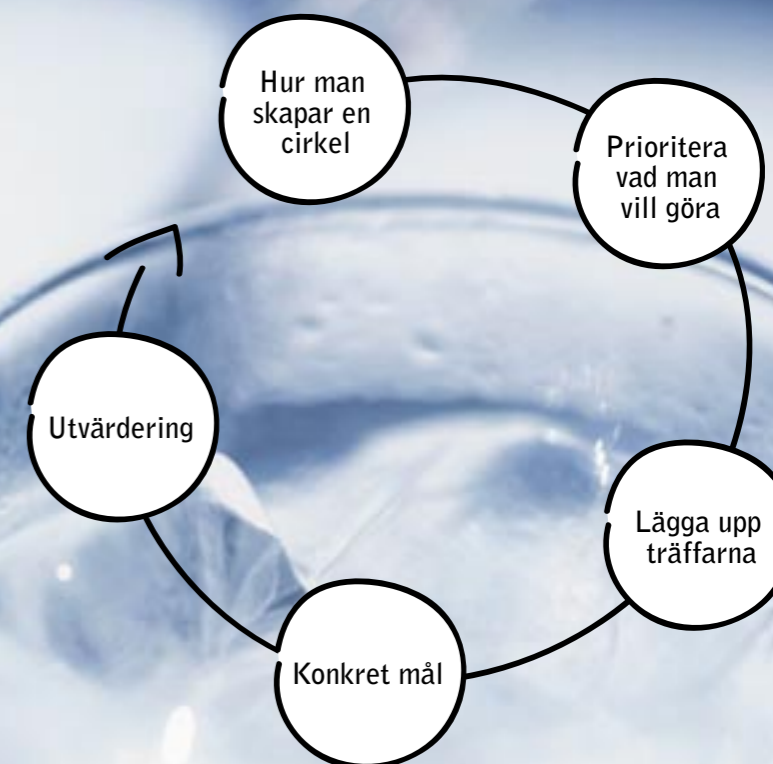 Hur man
skapar en
cirkel
Prioritera
vad man
vill göra
Lägga upp
träffarna
Konkret mål
Utvärdering